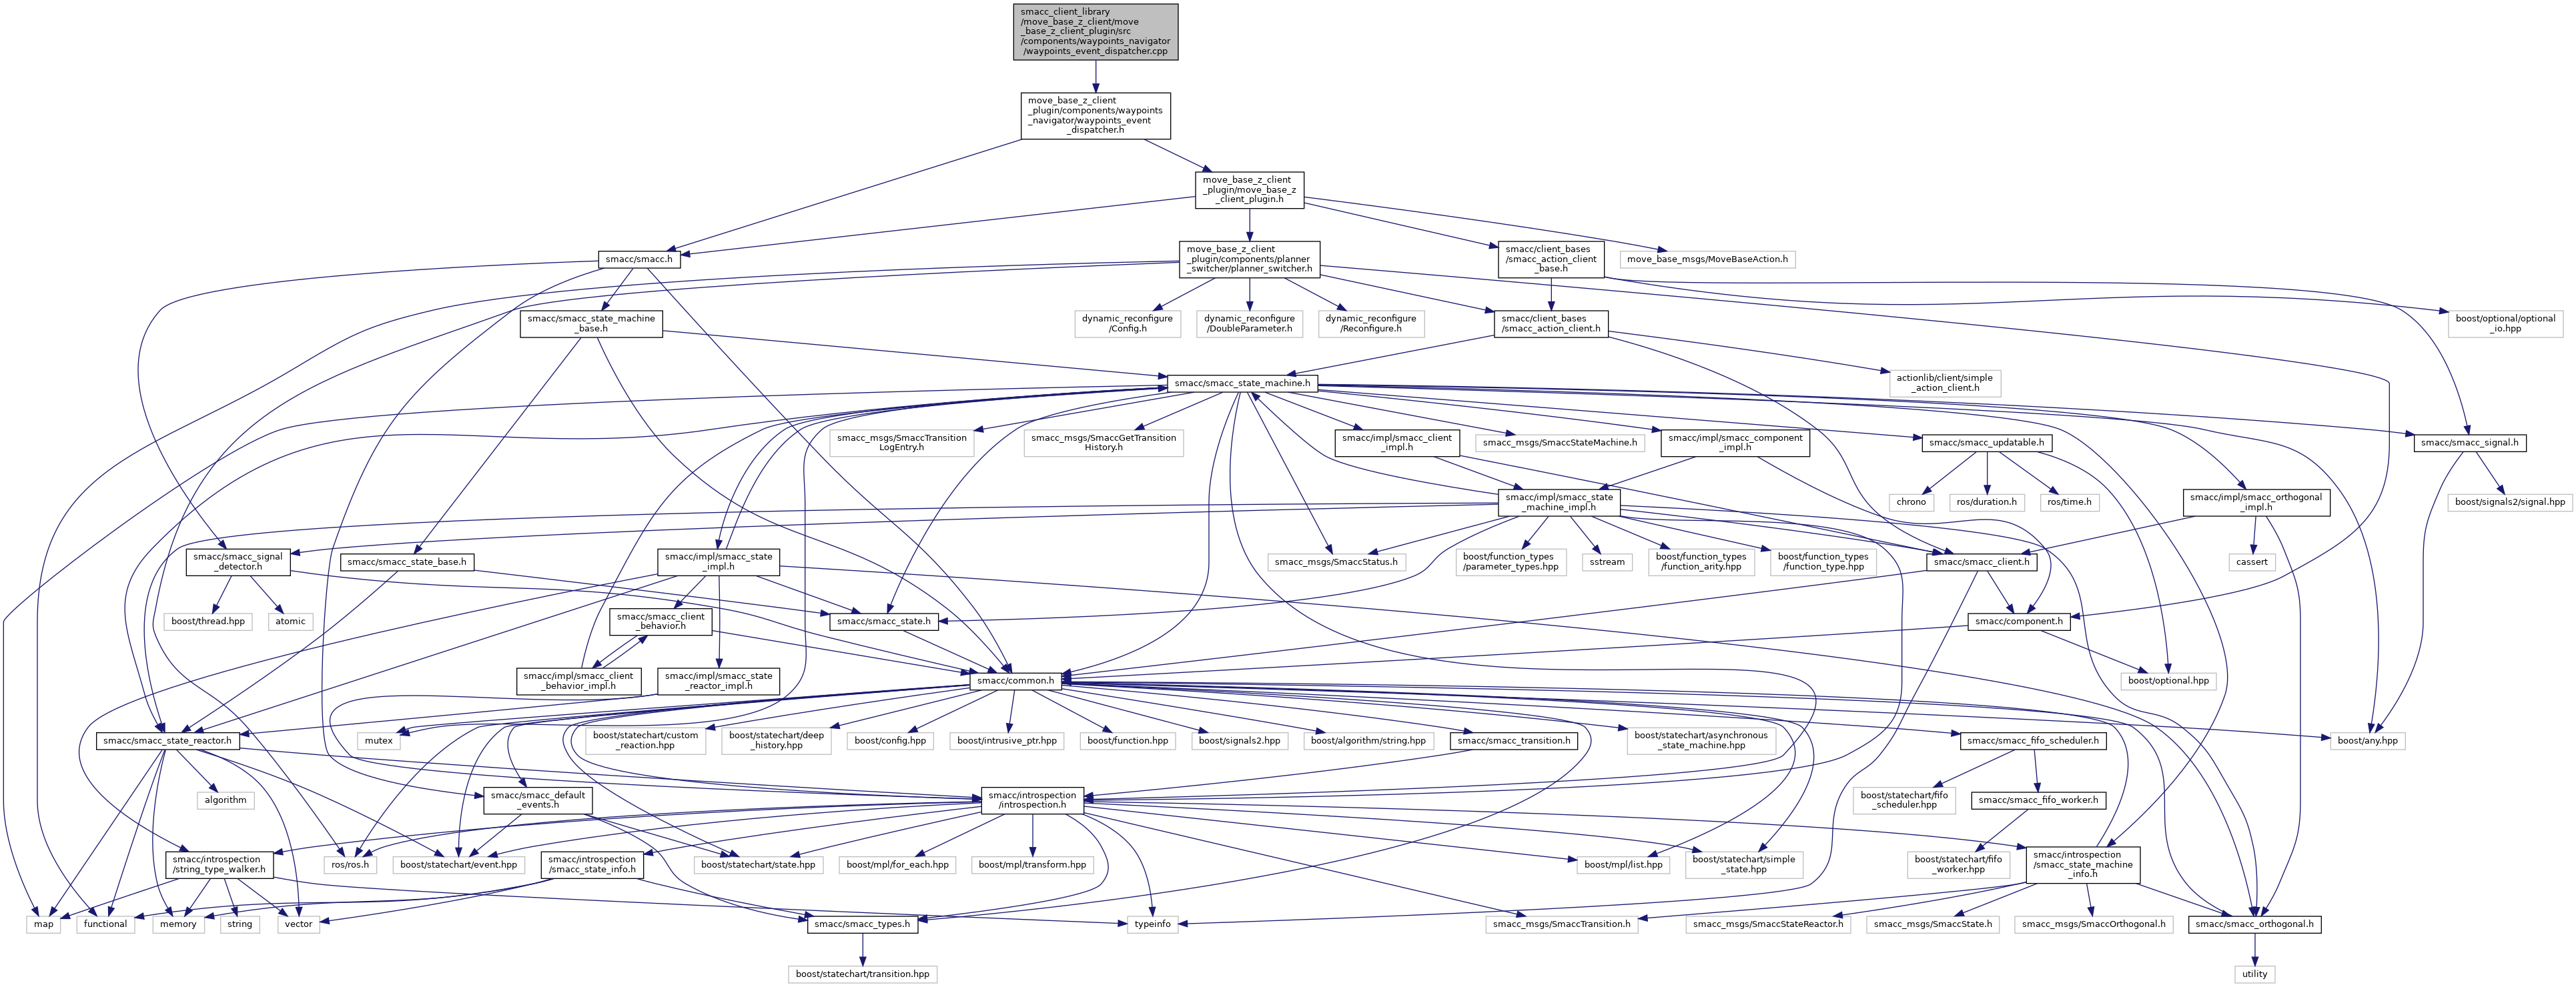 smacc_client_library
/move_base_z_client/move
_base_z_client_plugin/src
/components/waypoints_navigator
/waypoints_event_dispatcher.cpp
move_base_z_client
_plugin/components/waypoints
_navigator/waypoints_event
_dispatcher.h
move_base_z_client
_plugin/move_base_z
_client_plugin.h
smacc/smacc.h
move_base_z_client
_plugin/components/planner
_switcher/planner_switcher.h
smacc/client_bases
/smacc_action_client
_base.h
move_base_msgs/MoveBaseAction.h
smacc/smacc_state_machine
_base.h
dynamic_reconfigure
/Config.h
dynamic_reconfigure
/DoubleParameter.h
dynamic_reconfigure
/Reconfigure.h
smacc/client_bases
/smacc_action_client.h
boost/optional/optional
_io.hpp
smacc/smacc_state_machine.h
actionlib/client/simple
_action_client.h
smacc_msgs/SmaccTransition
LogEntry.h
smacc_msgs/SmaccGetTransition
History.h
smacc/impl/smacc_client
_impl.h
smacc_msgs/SmaccStateMachine.h
smacc/impl/smacc_component
_impl.h
smacc/smacc_updatable.h
smacc/smacc_signal.h
smacc/impl/smacc_state
_machine_impl.h
chrono
ros/duration.h
ros/time.h
smacc/impl/smacc_orthogonal
_impl.h
boost/signals2/signal.hpp
smacc/smacc_signal
_detector.h
smacc/smacc_state_base.h
smacc/impl/smacc_state
_impl.h
smacc_msgs/SmaccStatus.h
boost/function_types
/parameter_types.hpp
sstream
boost/function_types
/function_arity.hpp
boost/function_types
/function_type.hpp
smacc/smacc_client.h
cassert
boost/thread.hpp
atomic
smacc/smacc_client
_behavior.h
smacc/smacc_state.h
smacc/component.h
smacc/impl/smacc_client
_behavior_impl.h
smacc/impl/smacc_state
_reactor_impl.h
smacc/common.h
boost/optional.hpp
smacc/smacc_state_reactor.h
mutex
boost/statechart/custom
_reaction.hpp
boost/statechart/deep
_history.hpp
boost/config.hpp
boost/intrusive_ptr.hpp
boost/function.hpp
boost/signals2.hpp
boost/algorithm/string.hpp
smacc/smacc_transition.h
boost/statechart/asynchronous
_state_machine.hpp
smacc/smacc_fifo_scheduler.h
boost/any.hpp
algorithm
smacc/smacc_default
_events.h
smacc/introspection
/introspection.h
boost/statechart/fifo
_scheduler.hpp
smacc/smacc_fifo_worker.h
smacc/introspection
/string_type_walker.h
ros/ros.h
boost/statechart/event.hpp
smacc/introspection
/smacc_state_info.h
boost/statechart/state.hpp
boost/mpl/for_each.hpp
boost/mpl/transform.hpp
boost/mpl/list.hpp
boost/statechart/simple
_state.hpp
boost/statechart/fifo
_worker.hpp
smacc/introspection
/smacc_state_machine
_info.h
map
functional
memory
string
vector
smacc/smacc_types.h
typeinfo
smacc_msgs/SmaccTransition.h
smacc_msgs/SmaccStateReactor.h
smacc_msgs/SmaccState.h
smacc_msgs/SmaccOrthogonal.h
smacc/smacc_orthogonal.h
boost/statechart/transition.hpp
utility